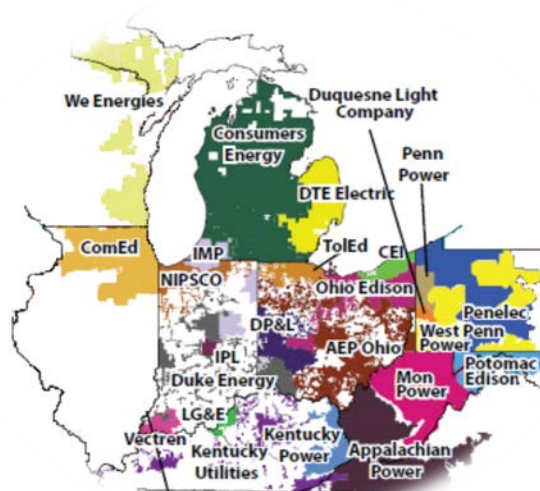 We Energies
Duquesne Light
Company
Consumers
Energy
Penn
Power
DTE Electric
ComEd
IMP
TolEd
CEI
NIPSCO
Ohio Edison
Penelec
DP&L
West Penn
Power
IPL
AEP Ohio
Potomac
Edison
Duke Energy
Mon
Power
LG&E
Vectren
Kentucky
Utilities
Kentucky
Power
Appalachian
Power